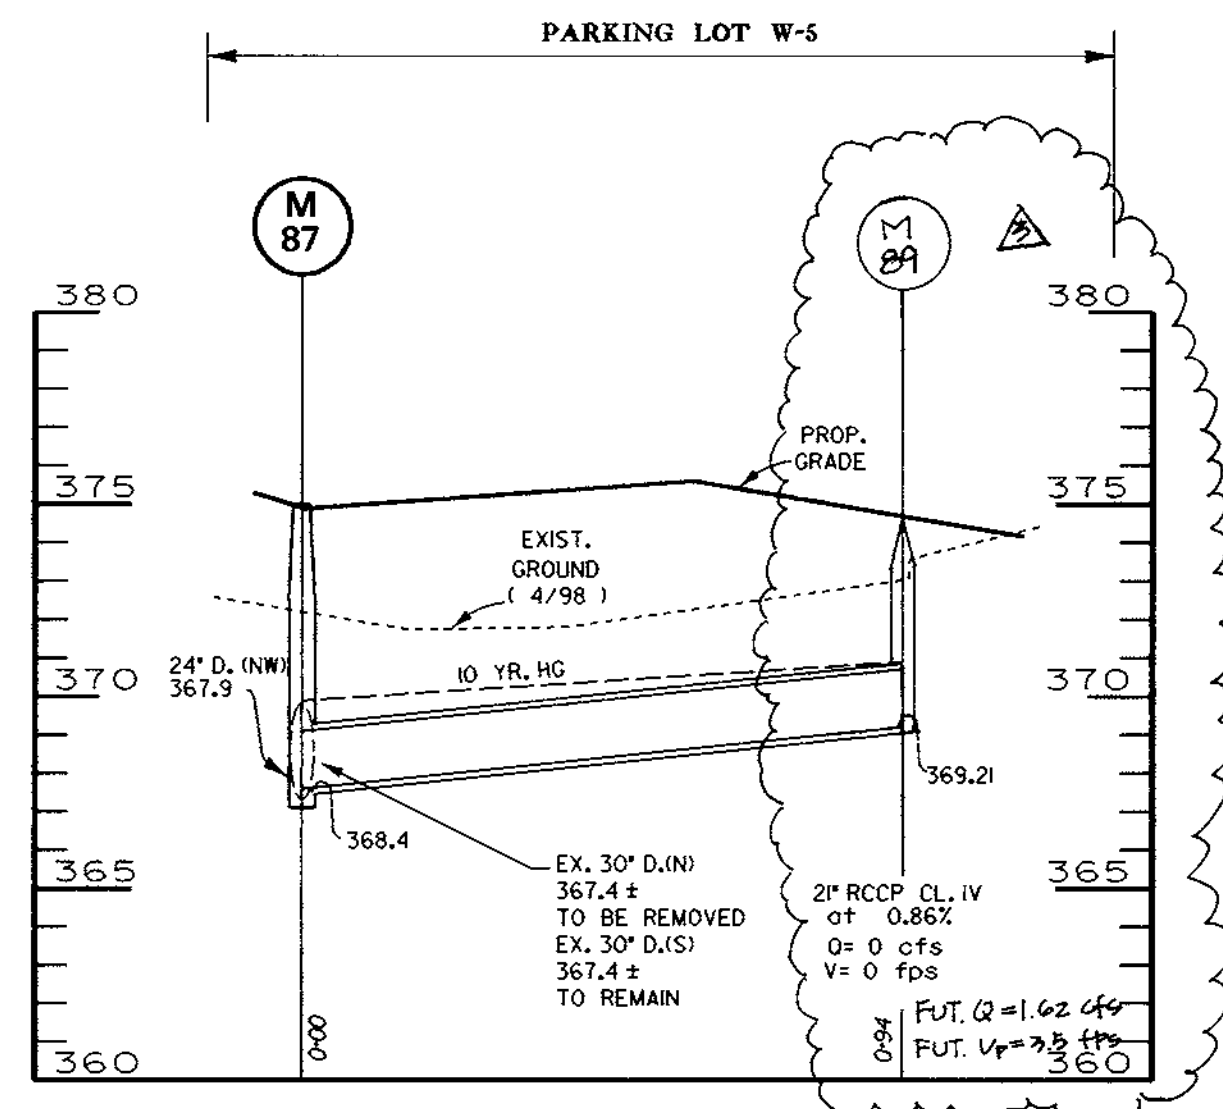 PARKING LOT W-5
M
87
M
89
3
380
380
PROP.
GRADE
375
375
EXIST.
GROUND
( 4/98 )
24" D. (NW)
367.9
10 YR. HG
370
370
369.21
368.4
EX. 30" D.(N)
367.4 ±
TO BE REMOVED
EX. 30" D.(S)
367.4 ±
TO REMAIN
365
365
21" RCCP CL. IV
at 0.86%
Q= 0 cfs
V= 0 fps
0+00
0+94
FUT. Q =1.62 cfs
FUT. Vp=3.5 fps
360
360